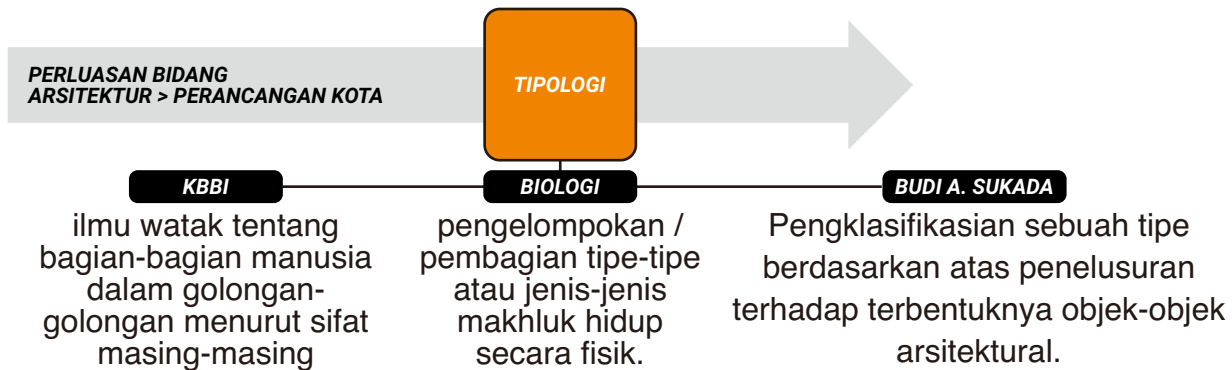 PERLUASAN BIDANG
ARSITEKTUR > PERANCANGAN KOTA
TIPOLOGI
KBBI
ilmu watak tentang
bagian-bagian manusia
dalam golongan-
golongan menurut sifat
masing-masing
BIOLOGI
pengelompokan /
pembagian tipe-tipe
atau jenis-jenis
makhluk hidup
secara fisik.
BUDI A. SUKADA
Pengklasifikasian sebuah tipe
berdasarkan atas penelusuran
terhadap terbentuknya objek-objek
arsitektural.